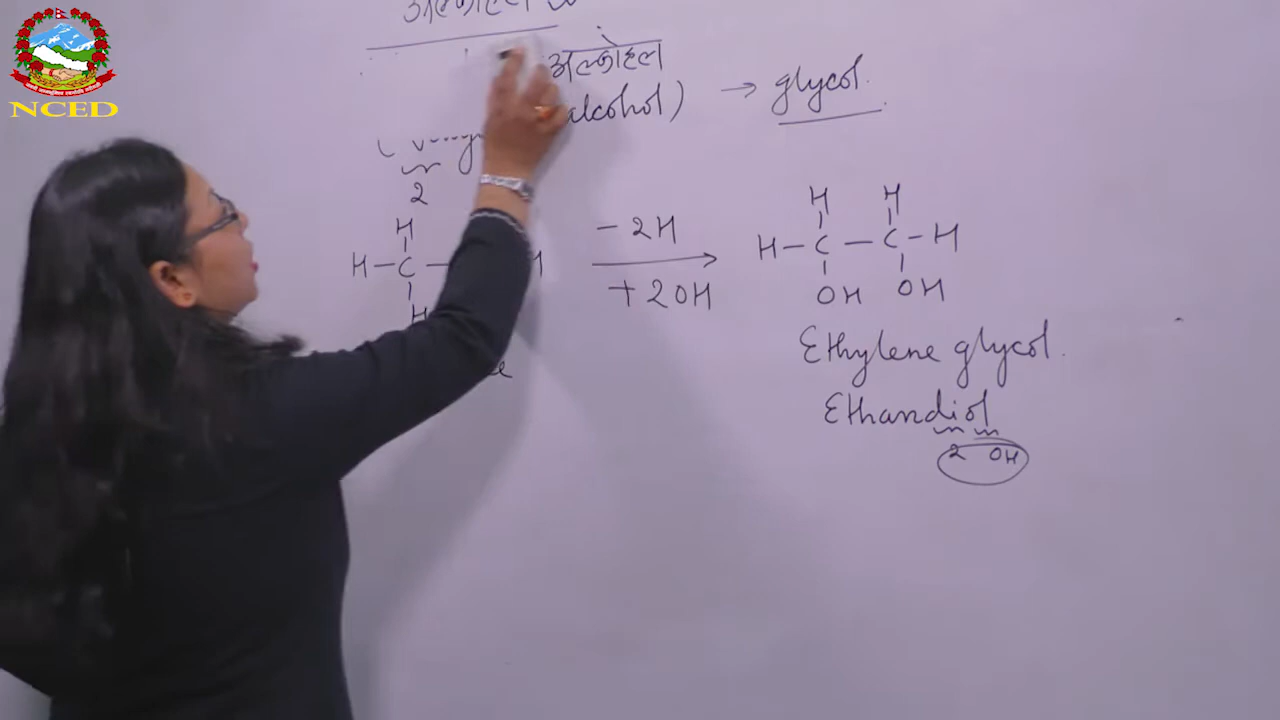 NCED
अल्कोहल
अल्कोहल
alcohol) → glycol.
2
H
H - C -
H
- 2H
+ 2OH
H H
H - C - C - H
OH OH
Ethylene glycol.
Ethandiol
2 OH